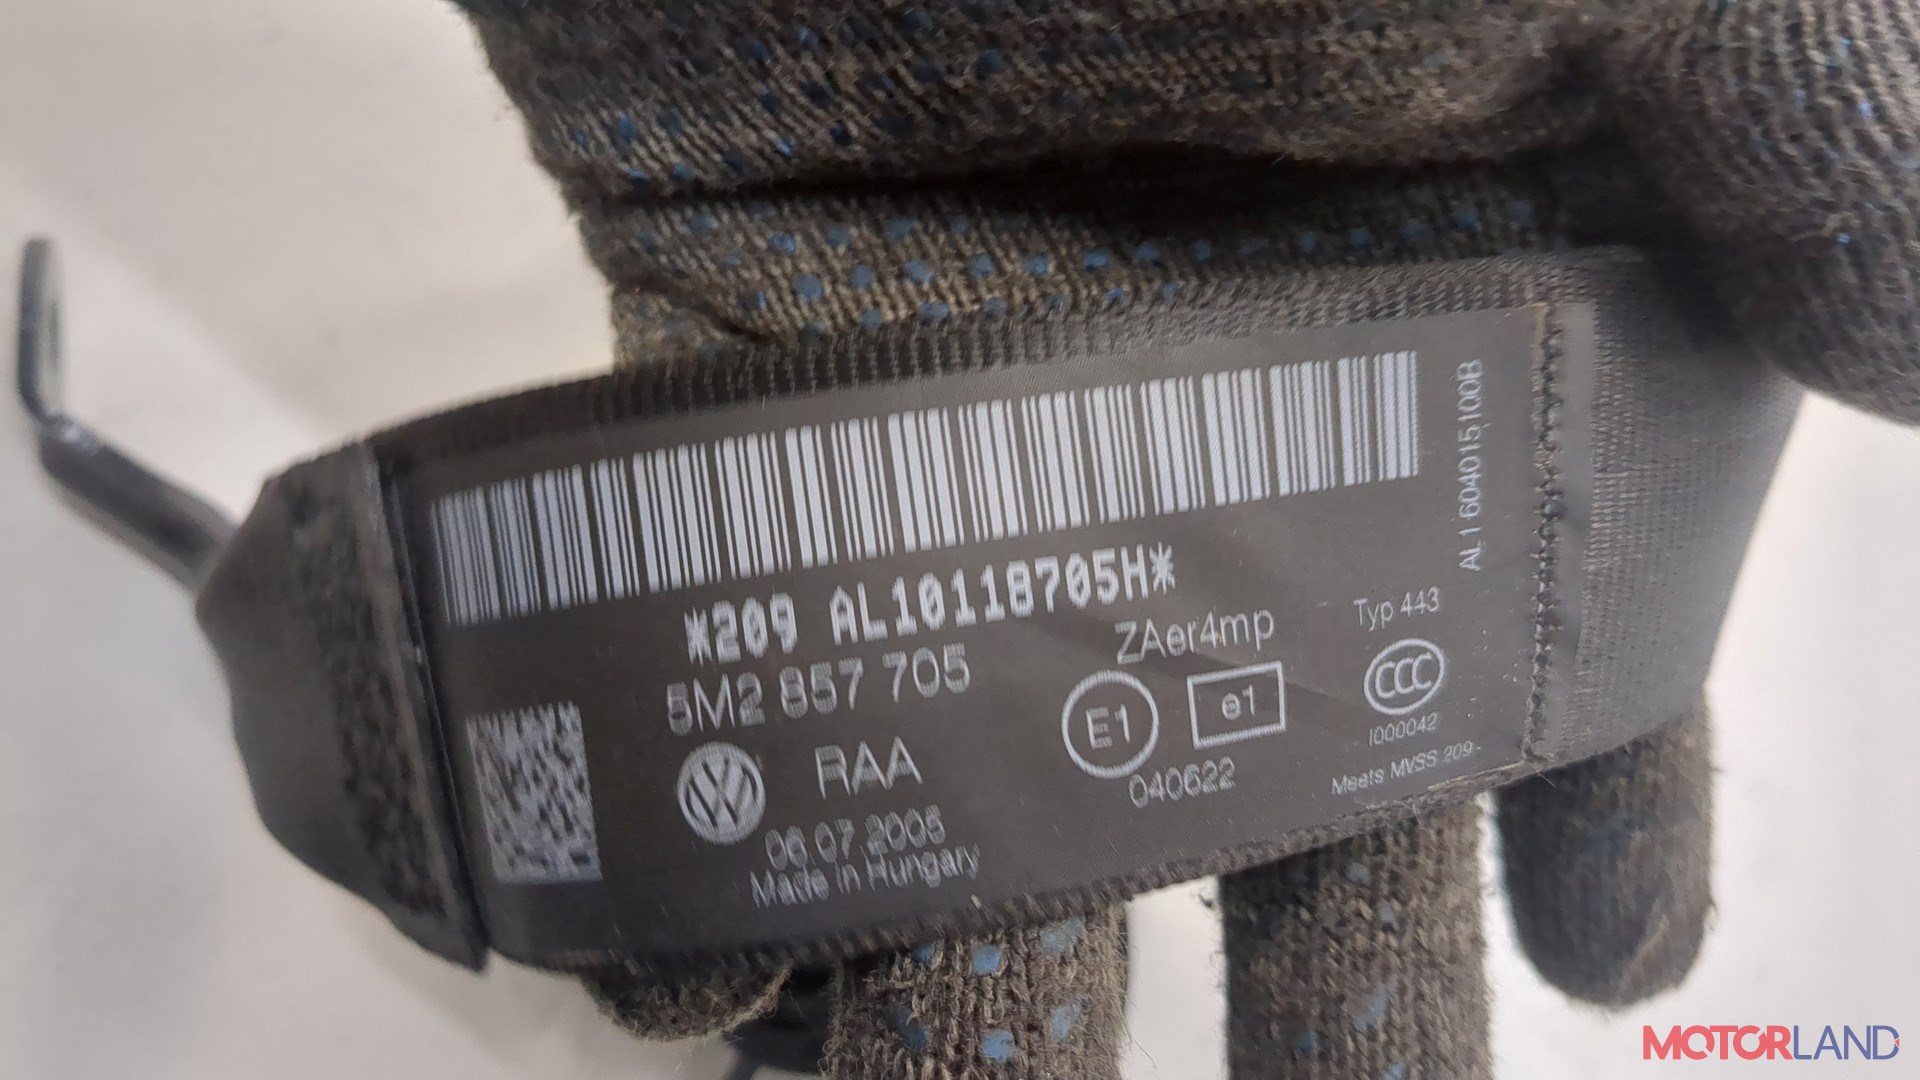 *209 AL10118705H*
5M2 857 705
RAA
06.07.2005
Made in Hungary
ZAer4mp
E1
e1
040622
Typ 443
CCC
I000042
Meets MVSS 209
AL1 604015100B
MOTORLAND